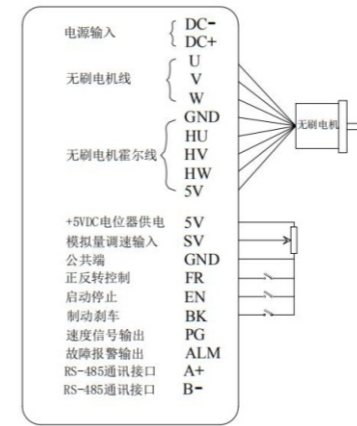 电源输入 DC-
DC+
U
无刷电机线 V
W
GND
HU
无刷电机霍尔线 HV
HW
5V
无刷电机
+5VDC电位器供电 5V
模拟量调速输入 SV
公共端 GND
正反转控制 FR
启动停止 EN
制动刹车 BK
速度信号输出 PG
故障报警输出 ALM
RS-485通讯接口 A+
RS-485通讯接口 B-